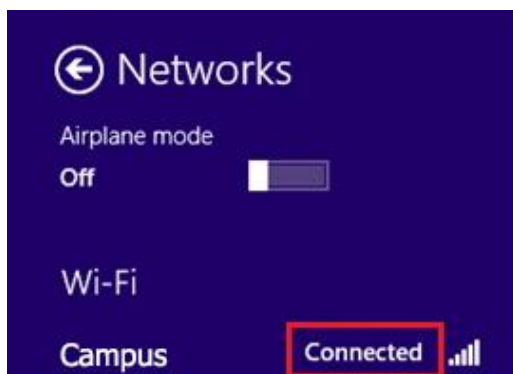 Networks
Airplane mode
Off
Wi-Fi
Campus Connected